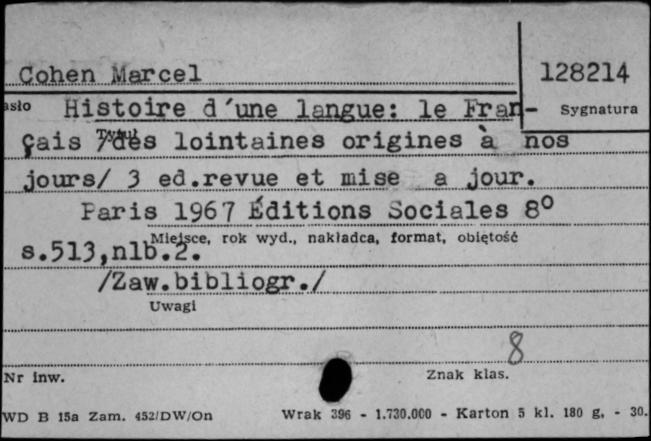 Cohen Marcel 128214
asło Histoire d'une langue: le Fran- Sygnatura
çais /des lointaines origines à nos
Tytuł
jours/ 3 ed.revue et mise a jour.
Paris 1967 Éditions Sociales 8º
Miejsce, rok wyd., nakładca, format, objętość
s.513,nlb.2.
/Zaw.bibliogr./
Uwagi
8
Nr inw. Znak klas.
WD B 15a Zam. 452/DW/On Wrak 396 - 1.730.000 - Karton 5 kl. 180 g. - 30.